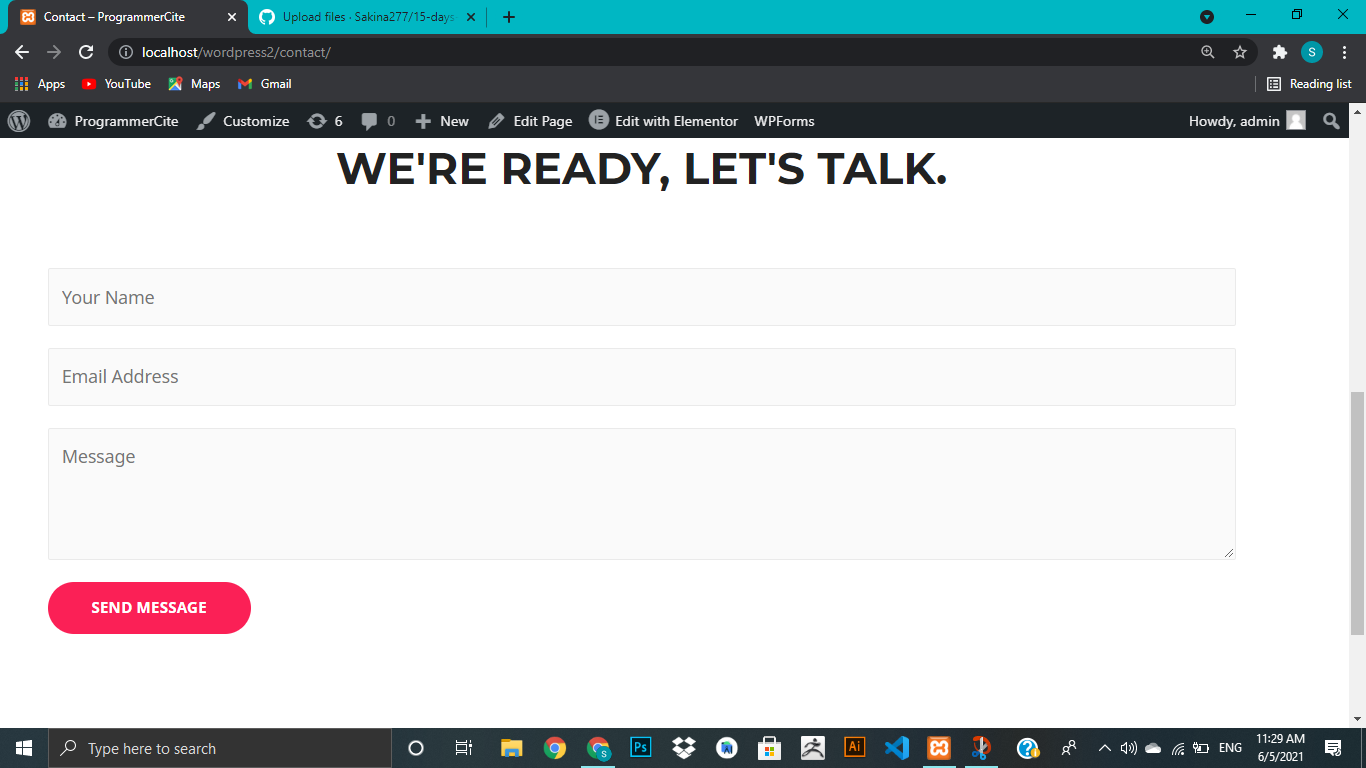 Contact – ProgrammerCite
Upload files · Sakina277/15-days
localhost/wordpress2/contact/
S
Apps YouTube Maps Gmail Reading list
ProgrammerCite Customize 6 0 New Edit Page Edit with Elementor WPForms Howdy, admin
WE'RE READY, LET'S TALK.
Your Name
Email Address
Message
SEND MESSAGE
Type here to search
S Ps Ai ENG
11:29 AM
6/5/2021